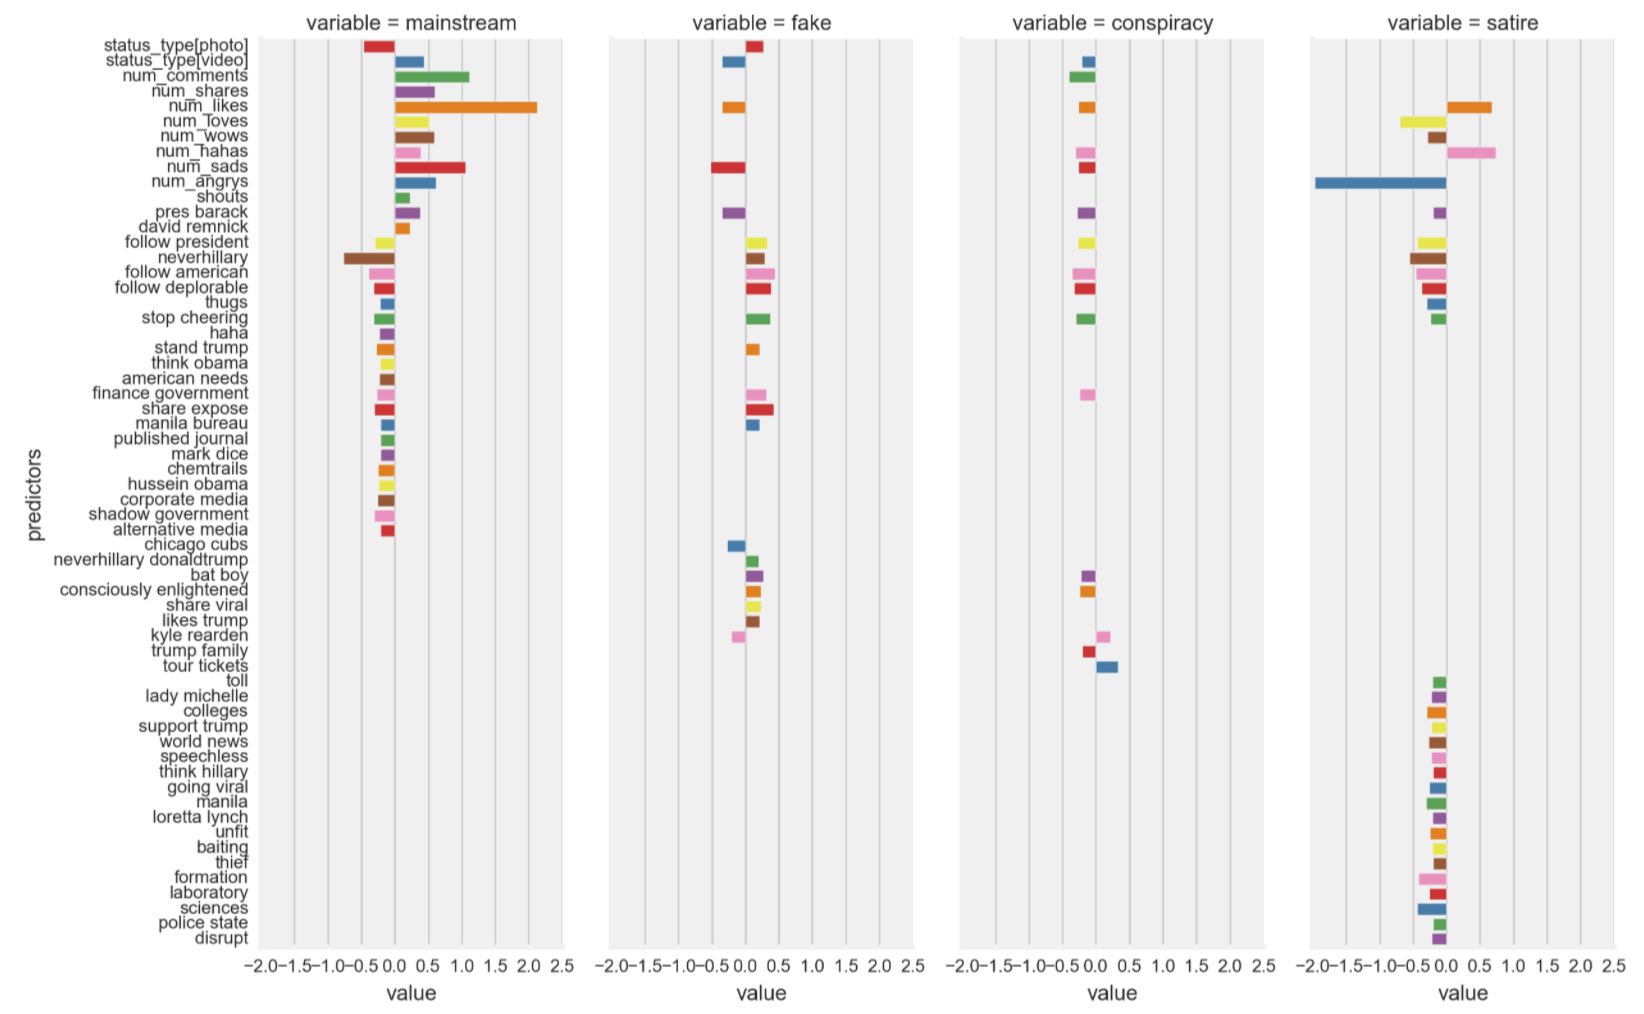 variable = mainstream
variable = fake
variable = conspiracy
variable = satire
predictors
status_type[photo]
status_type[video]
num_comments
num_shares
num_likes
num_loves
num_wows
num_hahas
num_sads
num_angrys
shouts
pres barack
david remnick
follow president
neverhillary
follow american
follow deplorable
thugs
stop cheering
haha
stand trump
think obama
american needs
finance government
share expose
manila bureau
published journal
mark dice
chemtrails
hussein obama
corporate media
shadow government
alternative media
chicago cubs
neverhillary donaldtrump
bat boy
consciously enlightened
share viral
likes trump
kyle rearden
trump family
tour tickets
toll
lady michelle
colleges
support trump
world news
speechless
think hillary
going viral
manila
loretta lynch
unfit
baiting
thief
formation
laboratory
sciences
police state
disrupt
−2.0−1.5−1.0−0.5 0.0 0.5 1.0 1.5 2.0 2.5
−2.0−1.5−1.0−0.5 0.0 0.5 1.0 1.5 2.0 2.5
−2.0−1.5−1.0−0.5 0.0 0.5 1.0 1.5 2.0 2.5
−2.0−1.5−1.0−0.5 0.0 0.5 1.0 1.5 2.0 2.5
value
value
value
value